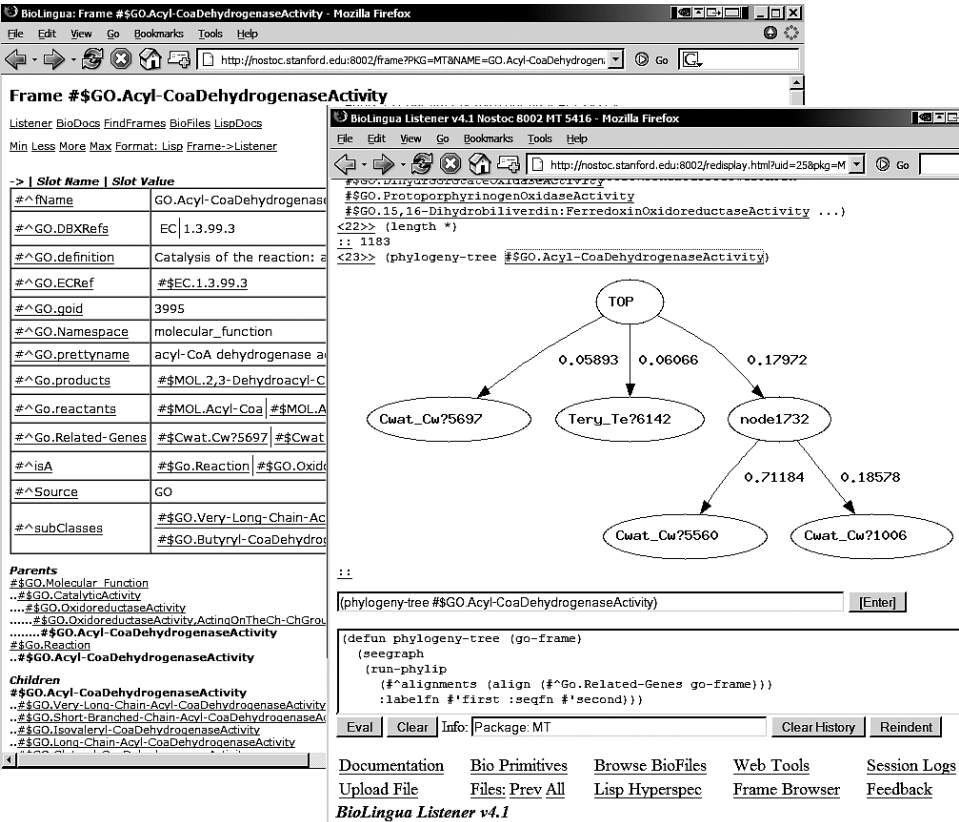 BioLingua: Frame #$GO.Acyl-CoaDehydrogenaseActivity - Mozilla Firefox
File Edit View Go Bookmarks Tools Help
http://nostoc.stanford.edu:8002/frame?PKG=MT&NAME=GO.Acyl-CoaDehydrogen Go G
Frame #$GO.Acyl-CoaDehydrogenaseActivity
Listener BioDocs FindFrames BioFiles LispDocs
Min Less More Max Format: Lisp Frame->Listener
-> | Slot Name | Slot Value
#^fName GO.Acyl-CoaDehydrogenase
#^GO.DBXRefs EC 1.3.99.3
#^GO.definition Catalysis of the reaction: a
#^GO.ECRef #$EC.1.3.99.3
#^GO.goid 3995
#^GO.Namespace molecular_function
#^GO.prettyname acyl-CoA dehydrogenase a
#^Go.products #$MOL.2,3-Dehydroacyl-C
#^Go.reactants #$MOL.Acyl-Coa #$MOL.A
#^Go.Related-Genes #$Cwat.Cw?5697 #$Cwat
#^isA #$Go.Reaction #$GO.Oxido
#^Source GO
#^subClasses #$GO.Very-Long-Chain-Ac
#$GO.Butyryl-CoaDehydrog
Parents
#$GO.Molecular_Function
..#$GO.CatalyticActivity
....#$GO.OxidoreductaseActivity
......#$GO.OxidoreductaseActivity,ActingOnTheCh-ChGrou
........#$GO.Acyl-CoaDehydrogenaseActivity
#$Go.Reaction
..#$GO.Acyl-CoaDehydrogenaseActivity
Children
#$GO.Acyl-CoaDehydrogenaseActivity
..#$GO.Very-Long-Chain-Acyl-CoaDehydrogenaseActivity
..#$GO.Short-Branched-Chain-Acyl-CoaDehydrogenaseAc
..#$GO.Isovaleryl-CoaDehydrogenaseActivity
..#$GO.Long-Chain-Acyl-CoaDehydrogenaseActivity
BioLingua Listener v4.1 Nostoc 8002 MT 5416 - Mozilla Firefox
File Edit View Go Bookmarks Tools Help
http://nostoc.stanford.edu:8002/redisplay.html?uid=25&pkg=M Go
#$GO.DihydroorotateOxidaseActivity
#$GO.ProtoporphyrinogenOxidaseActivity
#$GO.15,16-Dihydrobiliverdin:FerredoxinOxidoreductaseActivity ...)
<22>> (length *)
:: 1183
<23>> (phylogeny-tree #$GO.Acyl-CoaDehydrogenaseActivity)
TOP
0.05893 0.06066 0.17972
Cwat_Cw?5697 Tery_Te?6142 node1732
0.71184 0.18578
Cwat_Cw?5560 Cwat_Cw?1006
::
(phylogeny-tree #$GO.Acyl-CoaDehydrogenaseActivity) [Enter]
(defun phylogeny-tree (go-frame)
(seegraph
(run-phylip
(#^alignments (align (#^Go.Related-Genes go-frame)))
:labelfn #'first :seqfn #'second)))
Eval Clear Info: Package: MT Clear History Reindent
Documentation Bio Primitives Browse BioFiles Web Tools Session Logs
Upload File Files: Prev All Lisp Hyperspec Frame Browser Feedback
BioLingua Listener v4.1